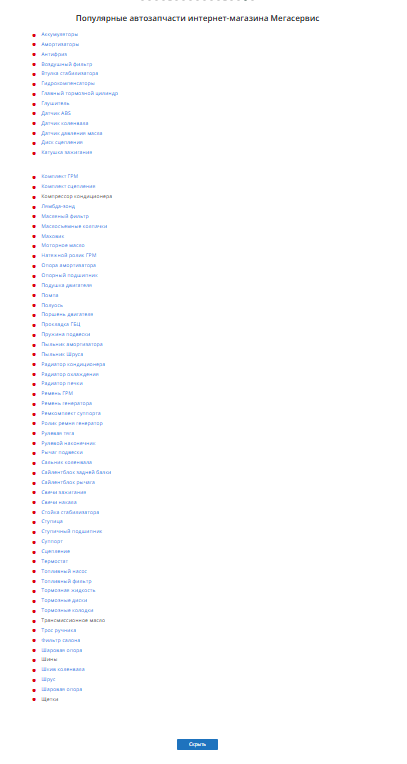 Популярные автозапчасти интернет-магазина Мегасервис
Аккумуляторы
Амортизаторы
Антифриз
Воздушный фильтр
Втулка стабилизатора
Гидрокомпенсаторы
Главный тормозной цилиндр
Глушитель
Датчик ABS
Датчик коленвала
Датчик давления масла
Диск сцепления
Катушка зажигания
Комплект ГРМ
Комплект сцепления
Компрессор кондиционера
Лямбда-зонд
Масляный фильтр
Маслосъемные колпачки
Маховик
Моторное масло
Натяжной ролик ГРМ
Опора амортизатора
Опорный подшипник
Подушка двигателя
Помпа
Полуось
Поршень двигателя
Прокладка ГБЦ
Пружина подвески
Пыльник амортизатора
Пыльник Шруса
Радиатор кондиционера
Радиатор охлаждения
Радиатор печки
Ремень ГРМ
Ремень генератора
Ремкомплект суппорта
Ролик ремня генератор
Рулевая тяга
Рулевой наконечник
Рычаг подвески
Сальник коленвала
Сайлентблок задней балки
Сайлентблок рычага
Свечи зажигания
Свечи накала
Стойка стабилизатора
Ступица
Ступичный подшипник
Суппорт
Сцепление
Термостат
Топливный насос
Топливный фильтр
Тормозная жидкость
Тормозные диски
Тормозные колодки
Трансмиссионное масло
Трос ручника
Фильтр салона
Шаровая опора
Шины
Шкив коленвала
Шрус
Шаровая опора
Щетки
Скрыть